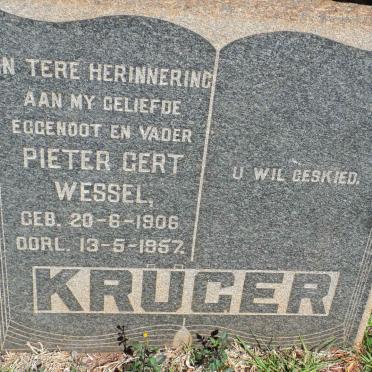 IN TERE HERINNERING
AAN MY GELIEFDE
EGGENOOT EN VADER
PIETER GERT
WESSEL,
GEB. 20-6-1906
OORL. 13-5-1957.
U WIL GESKIED.
KRUGER